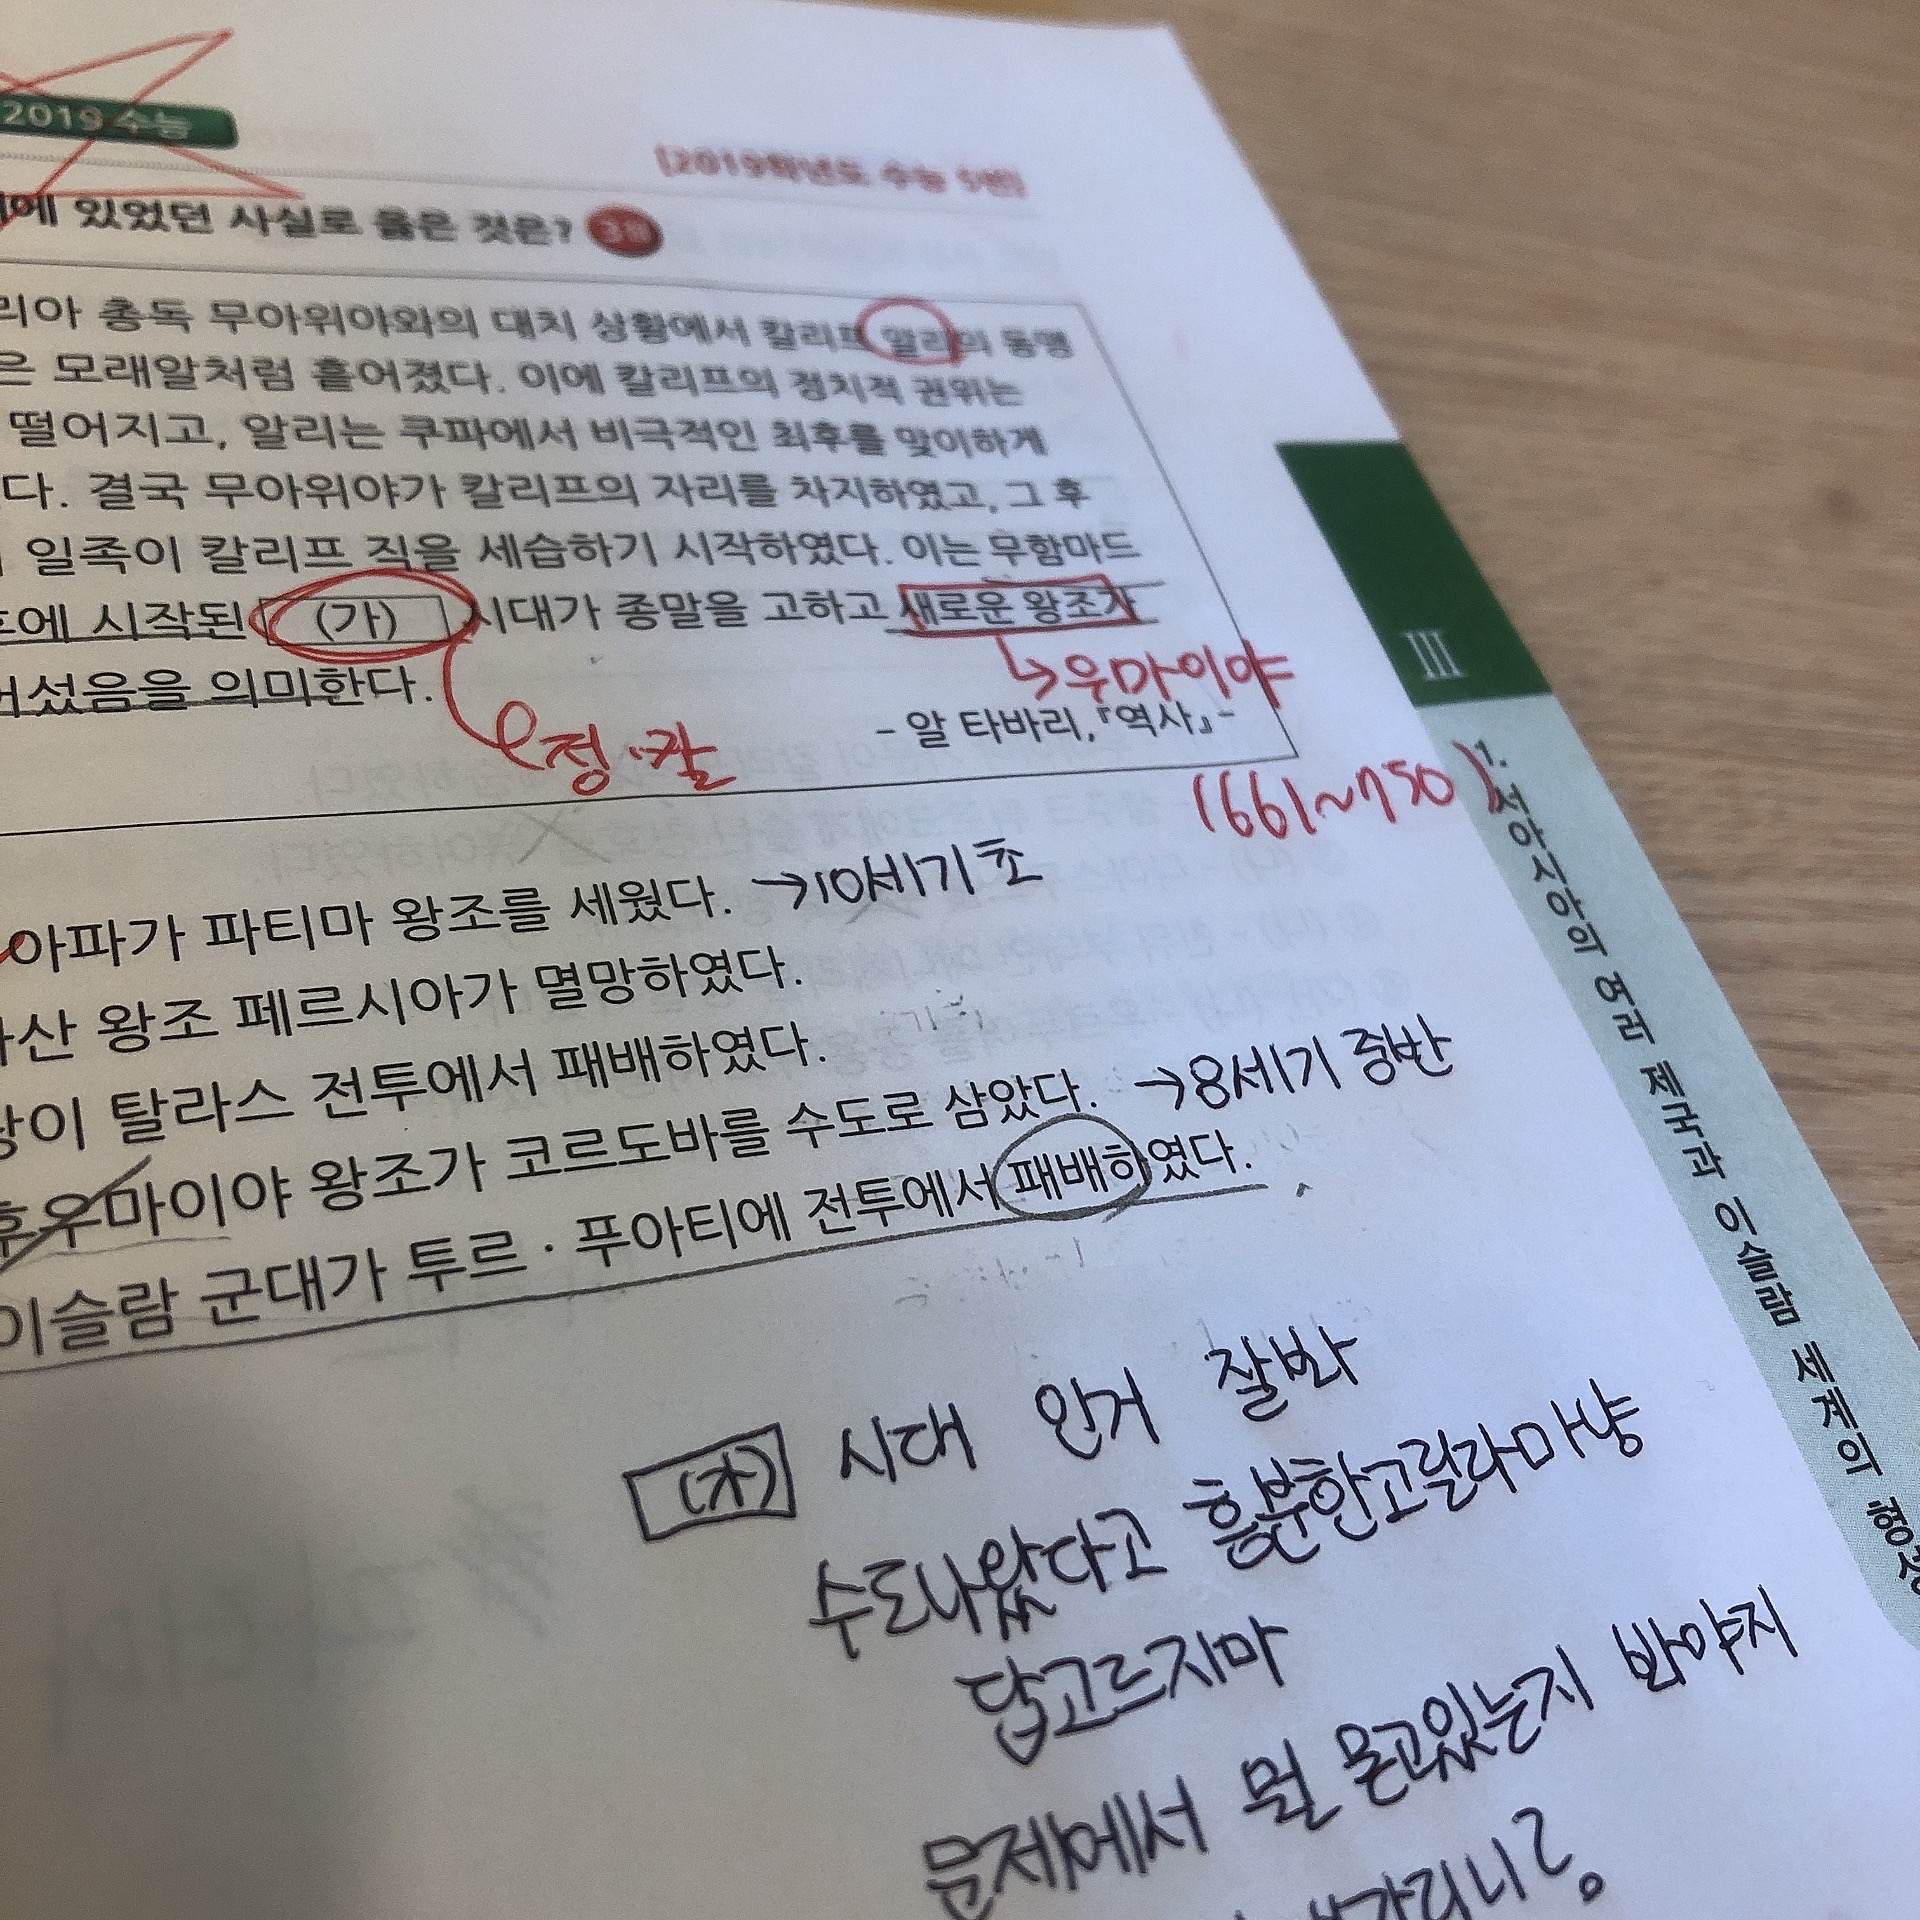 2019 수능
[2019학년도 수능 5번]
에 있었던 사실로 옳은 것은?
리아 총독 무아위야와의 대치 상황에서 칼리프 알리의 동맹
은 모래알처럼 흩어졌다. 이에 칼리프의 정치적 권위는
떨어지고, 알리는 쿠파에서 비극적인 최후를 맞이하게
다. 결국 무아위야가 칼리프의 자리를 차지하였고, 그 후
일족이 칼리프 직을 세습하기 시작하였다. 이는 무함마드
에 시작된 (가) 시대가 종말을 고하고 새로운 왕조가
섰음을 의미한다.
→우마이야
정·칼
- 알 타바리, 『역사』-
(661~750)
아파가 파티마 왕조를 세웠다. →10세기 초
산 왕조 페르시아가 멸망하였다.
이 탈라스 전투에서 패배하였다.
후우마이야 왕조가 코르도바를 수도로 삼았다. →8세기 중반
이슬람 군대가 투르·푸아티에 전투에서 패배하였다.
시대 인거 잘봐
수도나왔다고 흥분한고릴라마냥
답고르지마
문제에서 뭘 묻고있는지 봐야지
III
1. 서아시아의 여러 제국과 이슬람 세계의